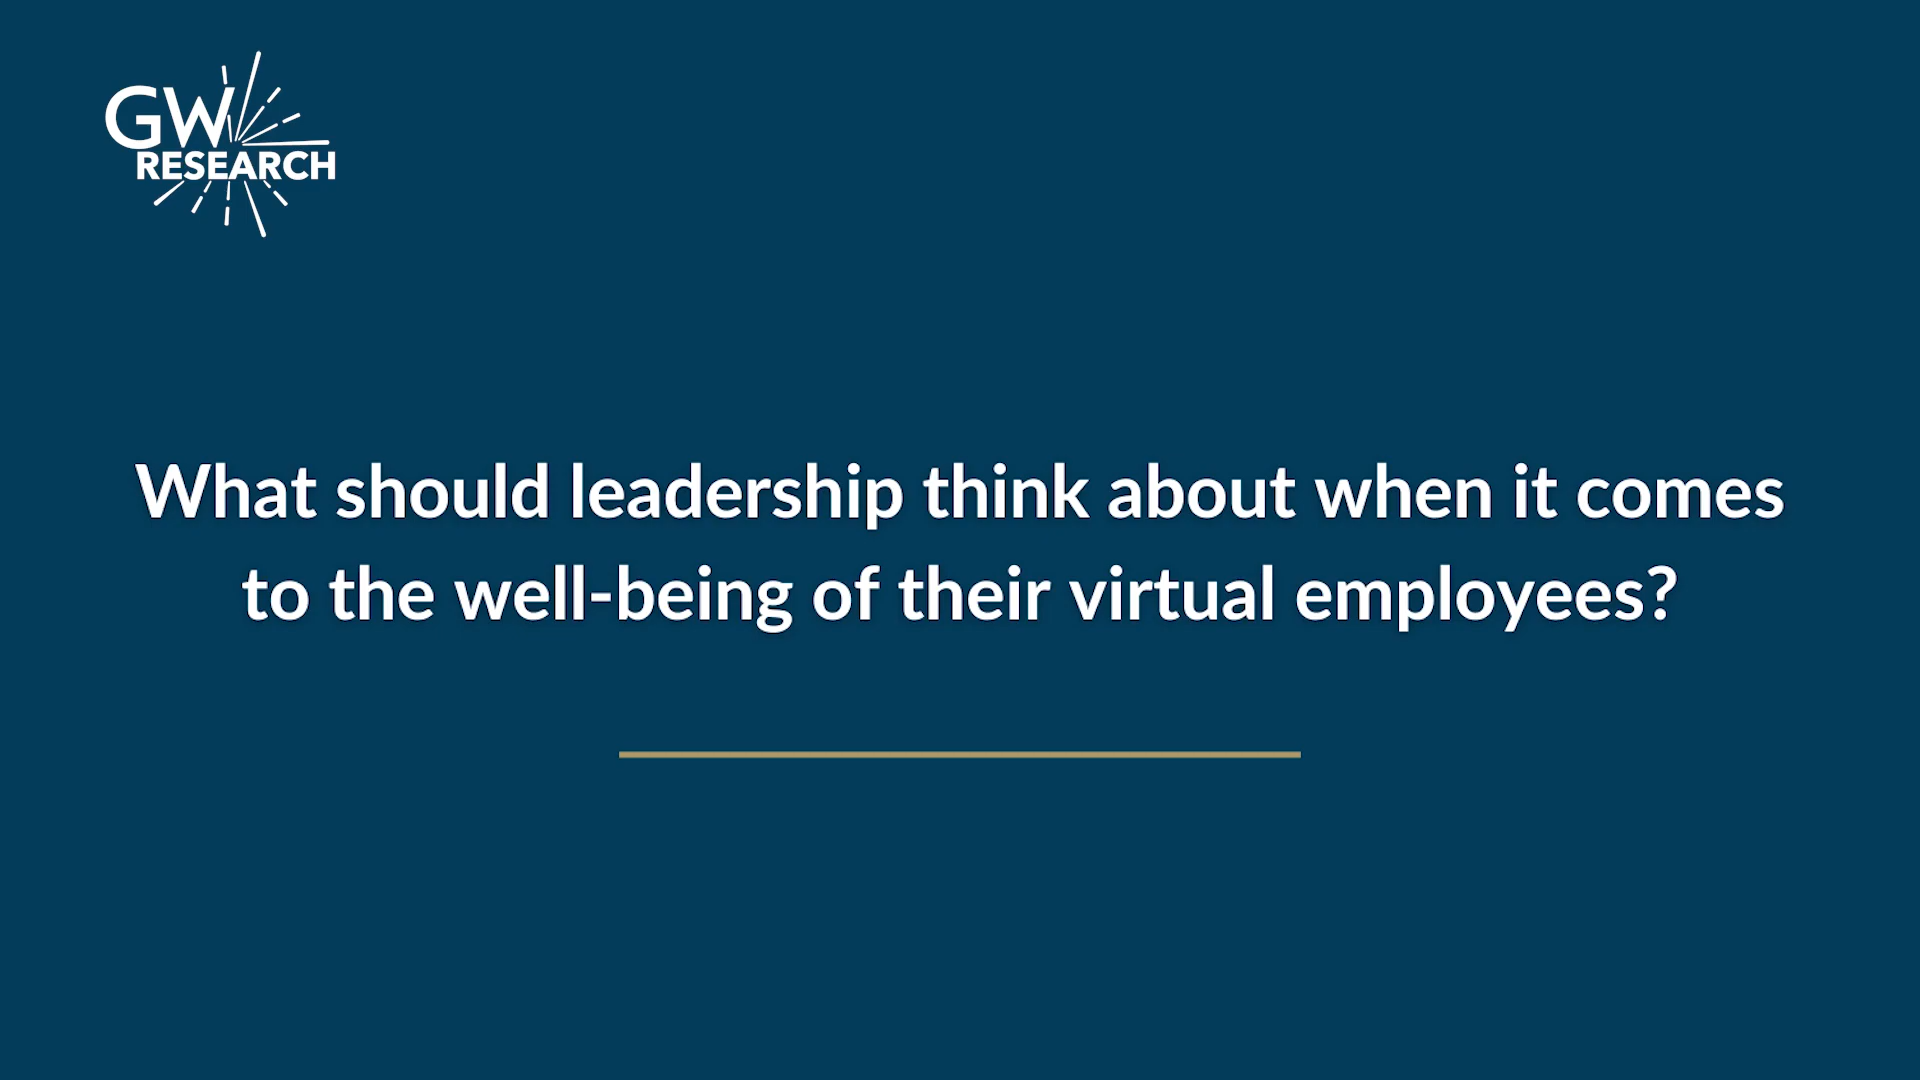 GW
RESEARCH
What should leadership think about when it comes
to the well-being of their virtual employees?